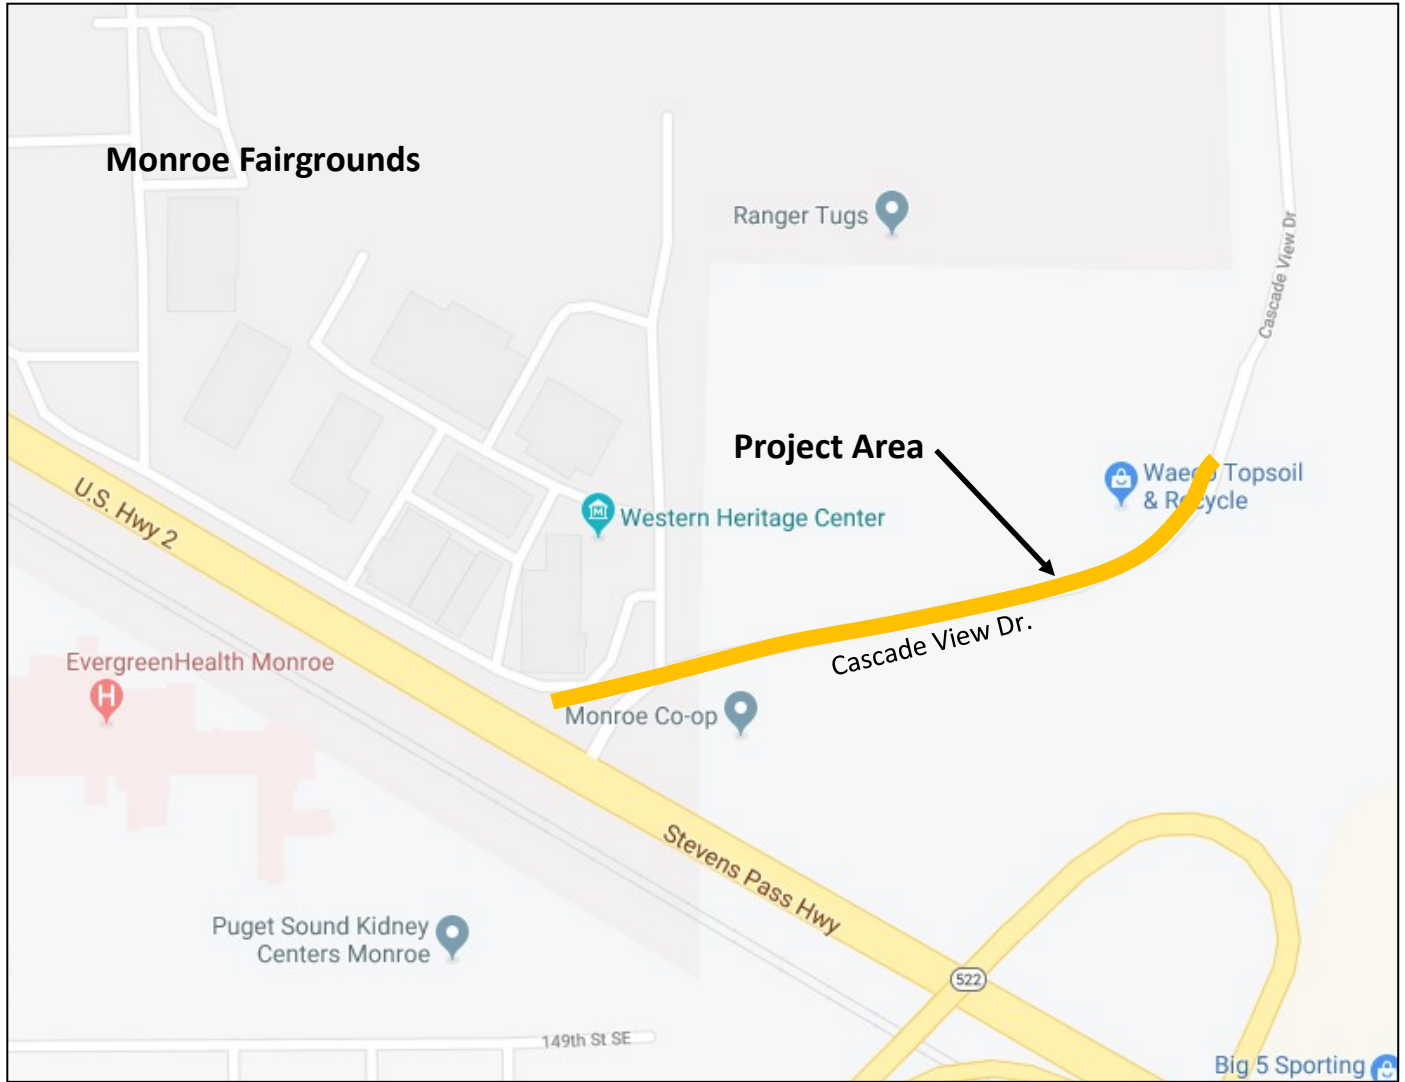 Monroe Fairgrounds
Ranger Tugs
Cascade View Dr
Project Area
Waeco Topsoil
& Recycle
U.S. Hwy 2
Western Heritage Center
Cascade View Dr.
EvergreenHealth Monroe
H
Monroe Co-op
Stevens Pass Hwy
Puget Sound Kidney
Centers Monroe
522
149th St SE
Big 5 Sporting